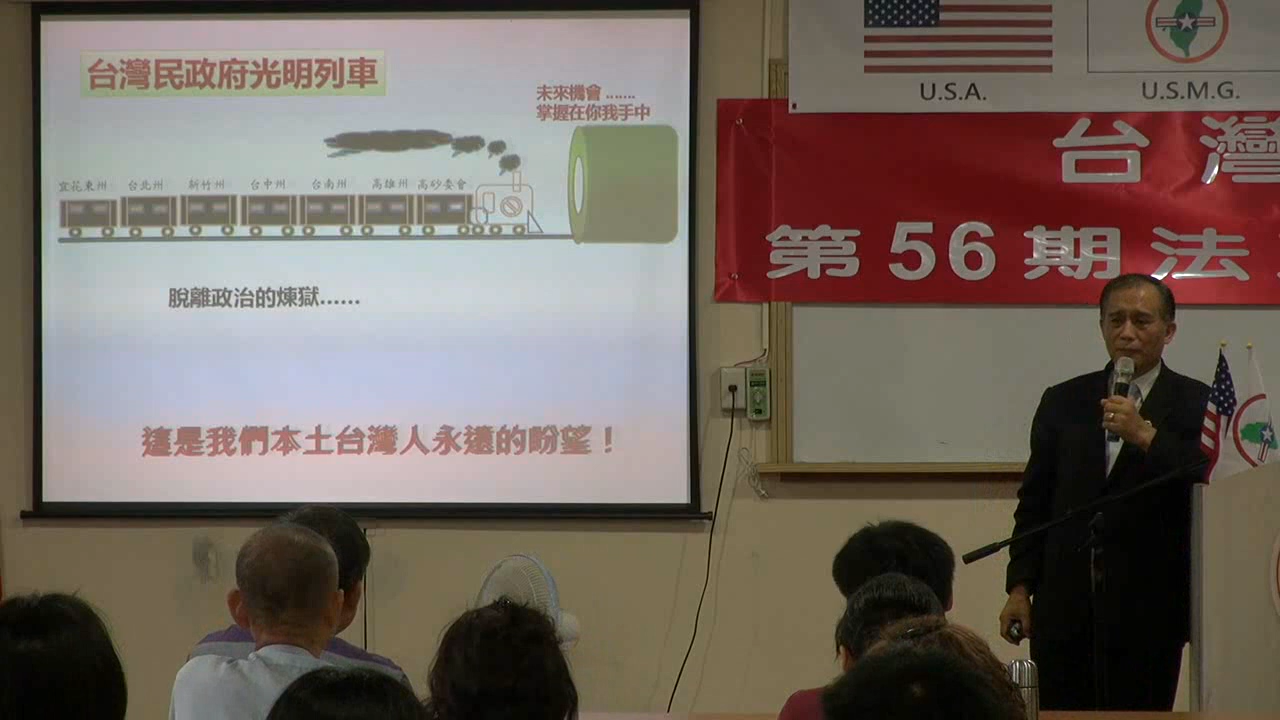 台灣民政府光明列車
未來機會......
掌握在你我手中
宜花東州 台北州 新竹州 台中州 台南州 高雄州 高砂委會
脫離政治的煉獄......
這是我們本土台灣人永遠的盼望！
U.S.A. U.S.M.G.
台灣
第56期法